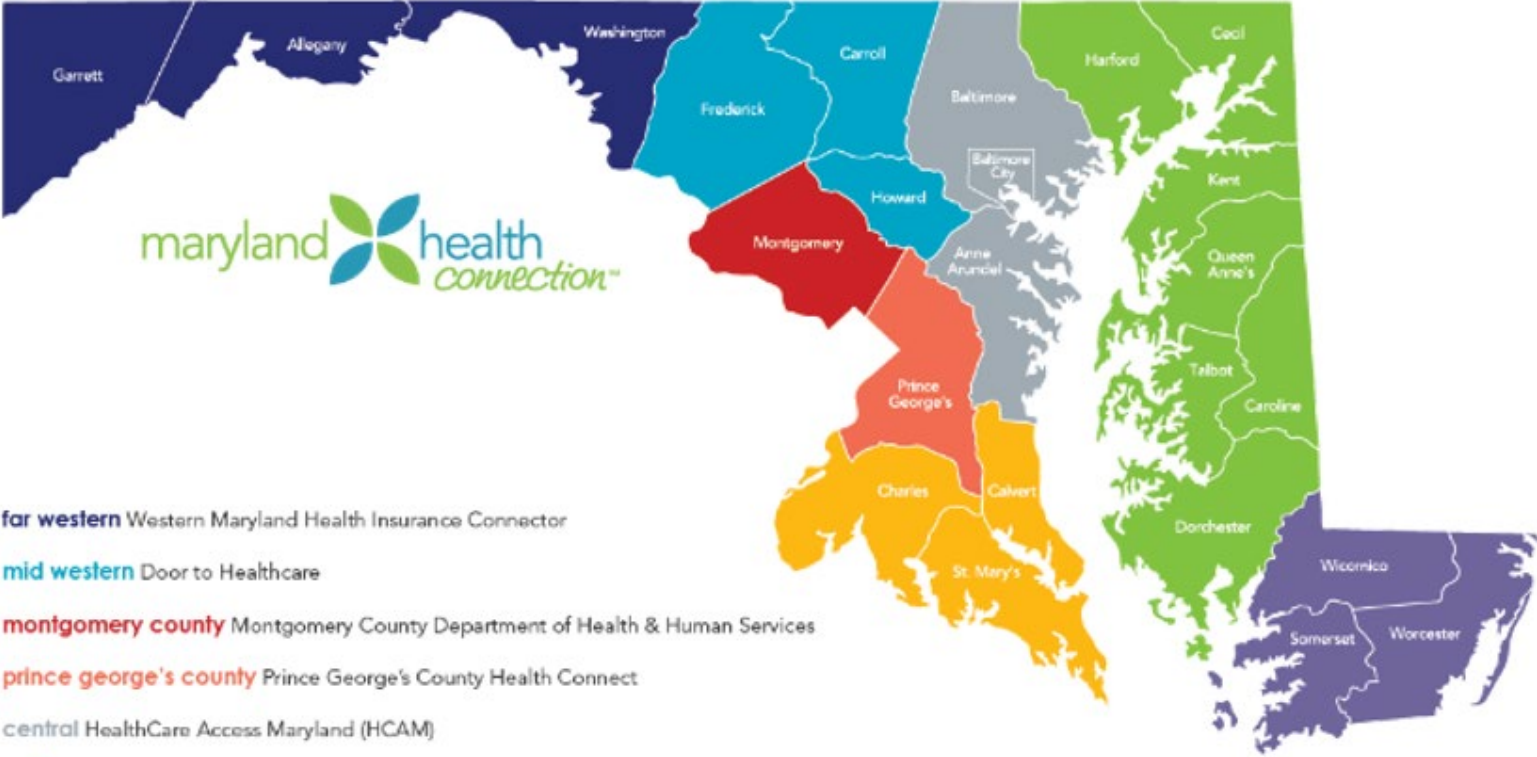 Garrett
Allegany
Washington
Frederick
Carroll
Baltimore
Baltimore
City
Harford
Cecil
Kent
Howard
Montgomery
Anne
Arundel
Queen
Anne's
Talbot
Caroline
Prince
George's
Charles
Calvert
St. Mary's
Dorchester
Wicomico
Somerset
Worcester
maryland health
connection™
far western Western Maryland Health Insurance Connector
mid western Door to Healthcare
montgomery county Montgomery County Department of Health & Human Services
prince george's county Prince George's County Health Connect
central HealthCare Access Maryland (HCAM)